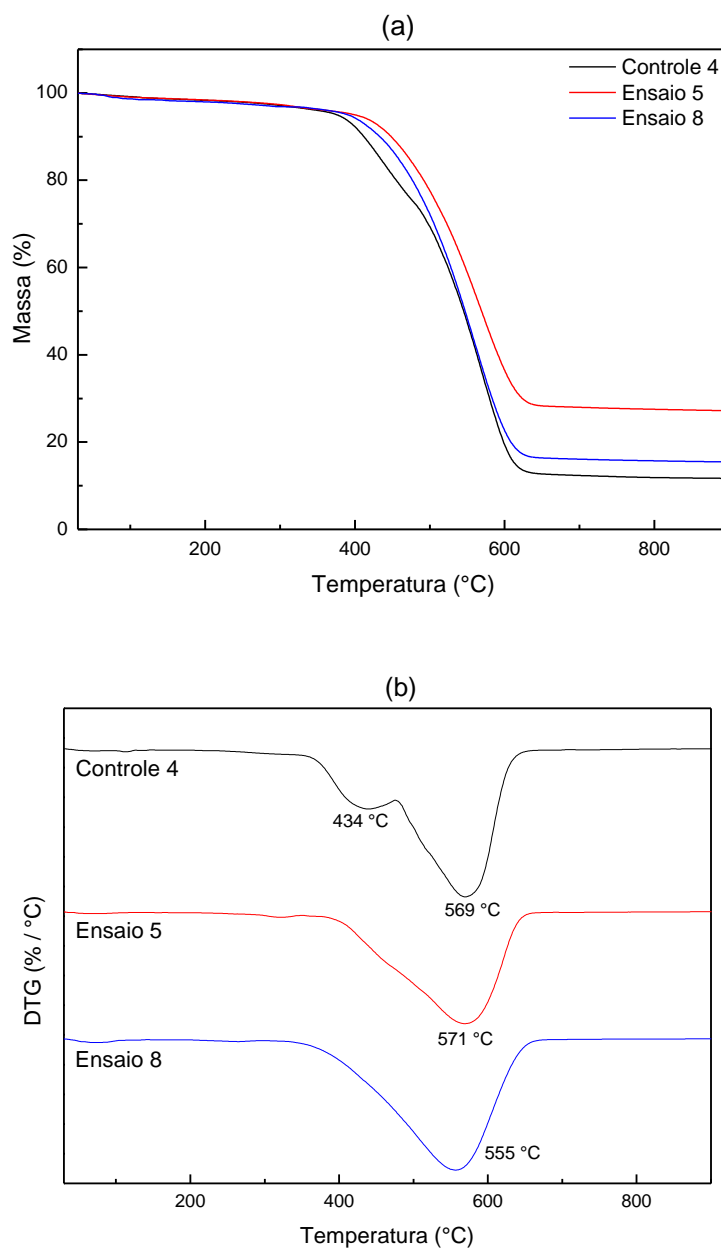 (a)
Controle 4
Ensaio 5
Ensaio 8
100
80
60
40
20
0
Massa (%)
200 400 600 800
Temperatura (°C)
(b)
Controle 4
434 °C
569 °C
Ensaio 5
571 °C
Ensaio 8
555 °C
DTG (% / °C)
200 400 600 800
Temperatura (°C)